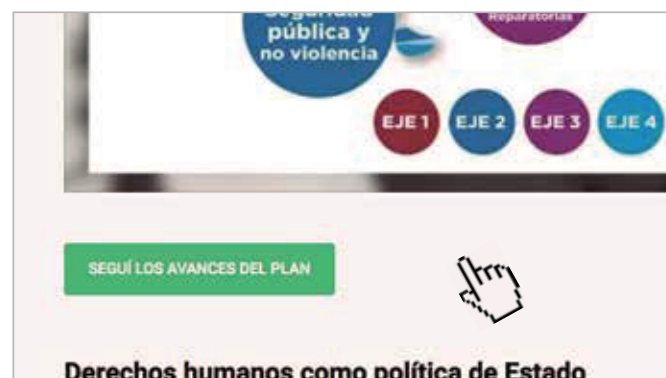 Seguridad
pública y
no violencia
Reparatorias
EJE 1
EJE 2
EJE 3
EJE 4
SEGUÍ LOS AVANCES DEL PLAN
Derechos humanos como política de Estado